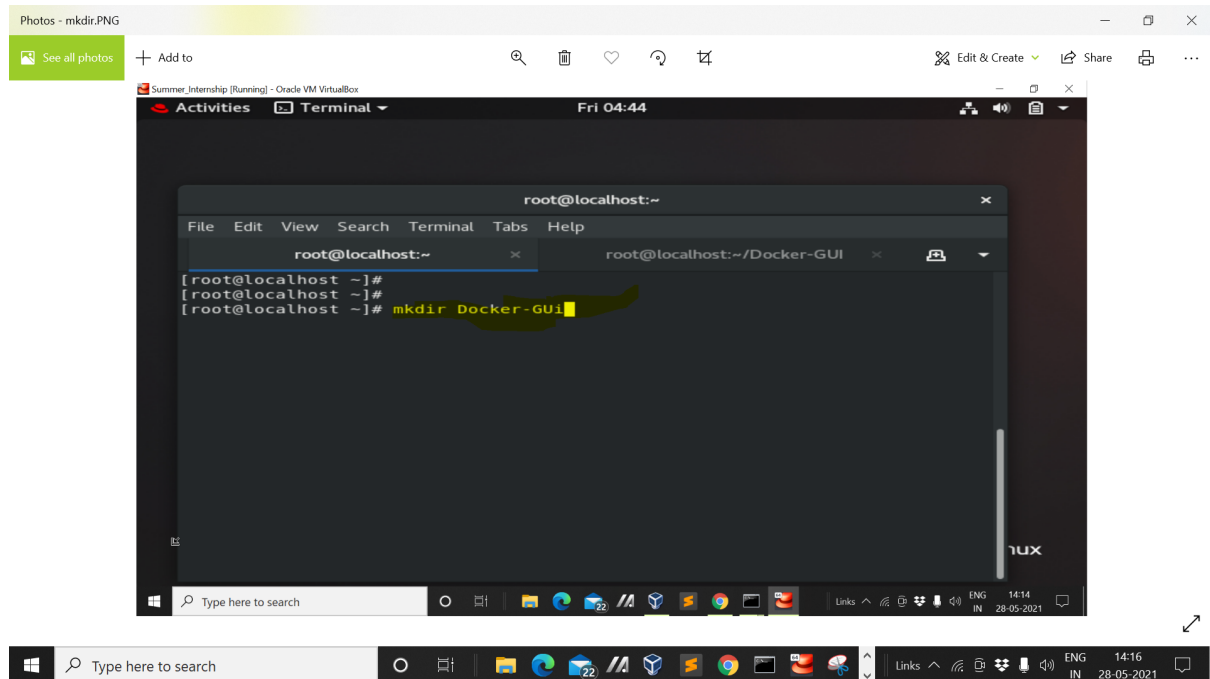 Photos - mkdir.PNG
See all photos
Add to
Edit & Create
Share
Summer_Internship [Running] - Oracle VM VirtualBox
Activities Terminal Fri 04:44
root@localhost:~
File Edit View Search Terminal Tabs Help
root@localhost:~ root@localhost:~/Docker-GUI
[root@localhost ~]#
[root@localhost ~]#
[root@localhost ~]# mkdir Docker-GUi
nux
Type here to search 22 Links ENG 14:14
IN 28-05-2021
Type here to search 22 Links ENG 14:16
IN 28-05-2021